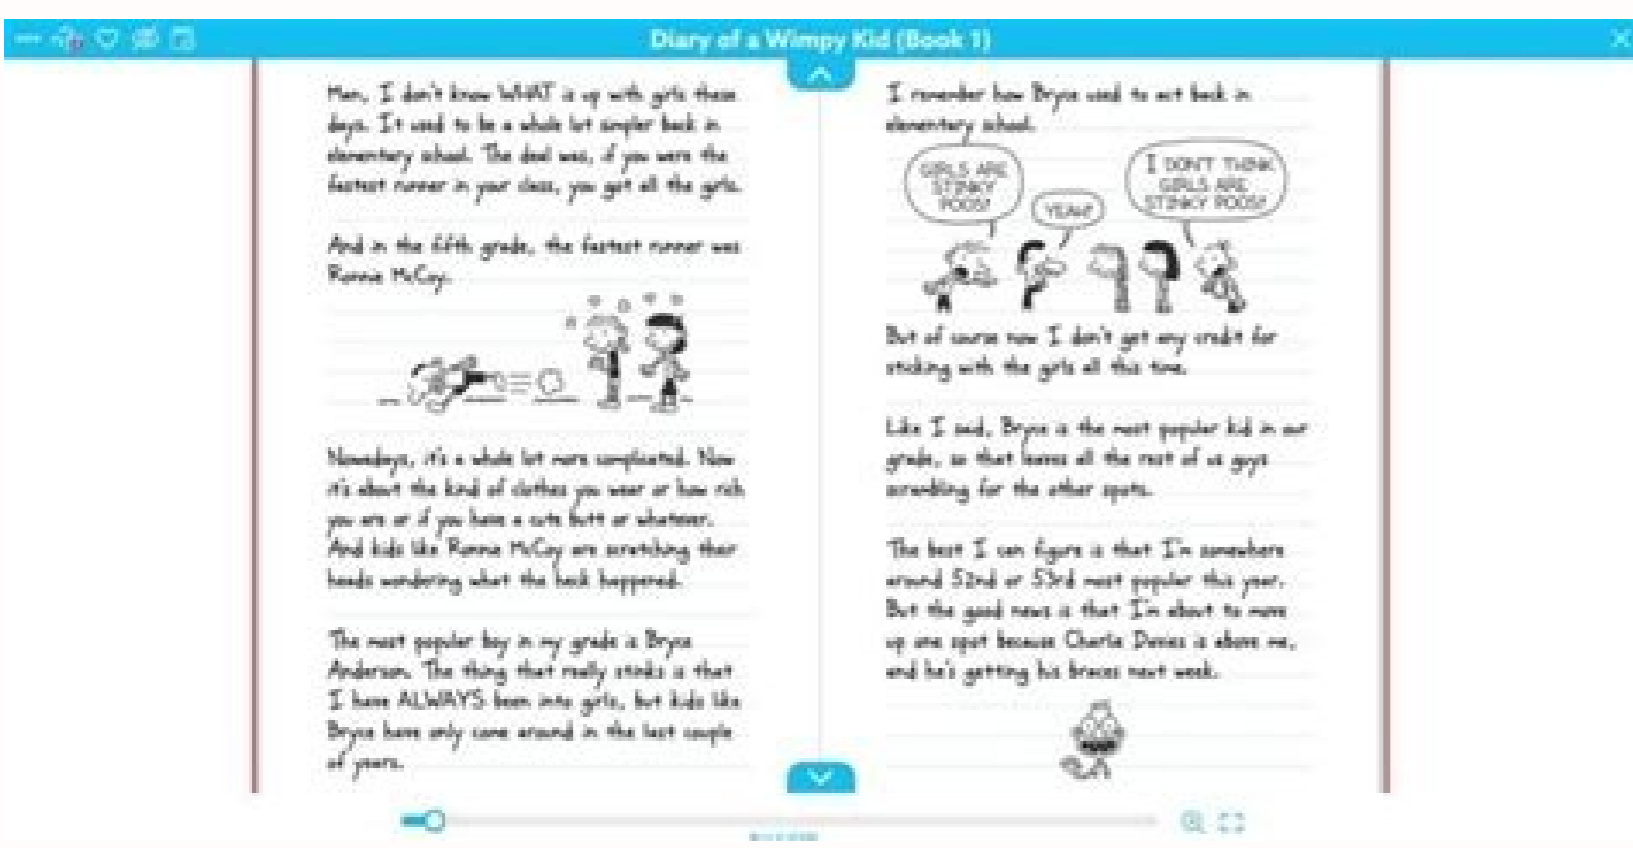 Diary of a Wimpy Kid (Book 1)
Man, I don't know WHAT is up with girls these
days. It used to be a whole lot simpler back in
elementary school. The deal was, if you were the
fastest runner in your class, you got all the girls.
And in the fifth grade, the fastest runner was
Ronnie McCoy.
Nowadays, it's a whole lot more complicated. Now
it's about the kind of clothes you wear or how rich
you are or if you have a cute butt or whatever.
And kids like Ronnie McCoy are scratching their
heads wondering what the heck happened.
The most popular boy in my grade is Bryce
Anderson. The thing that really stinks is that
I have ALWAYS been into girls, but kids like
Bryce have only come around in the last couple
of years.
I remember how Bryce used to act back in
elementary school.
GIRLS ARE
STINKY
POOS!
YEAH!
I DON'T THINK
GIRLS ARE
STINKY POOS!
But of course now I don't get any credit for
sticking with the girls all this time.
Like I said, Bryce is the most popular kid in our
grade, so that leaves all the rest of us guys
scrambling for the other spots.
The best I can figure is that I'm somewhere
around 52nd or 53rd most popular this year.
But the good news is that I'm about to move
up one spot because Charlie Davies is above me,
and he's getting his braces next week.